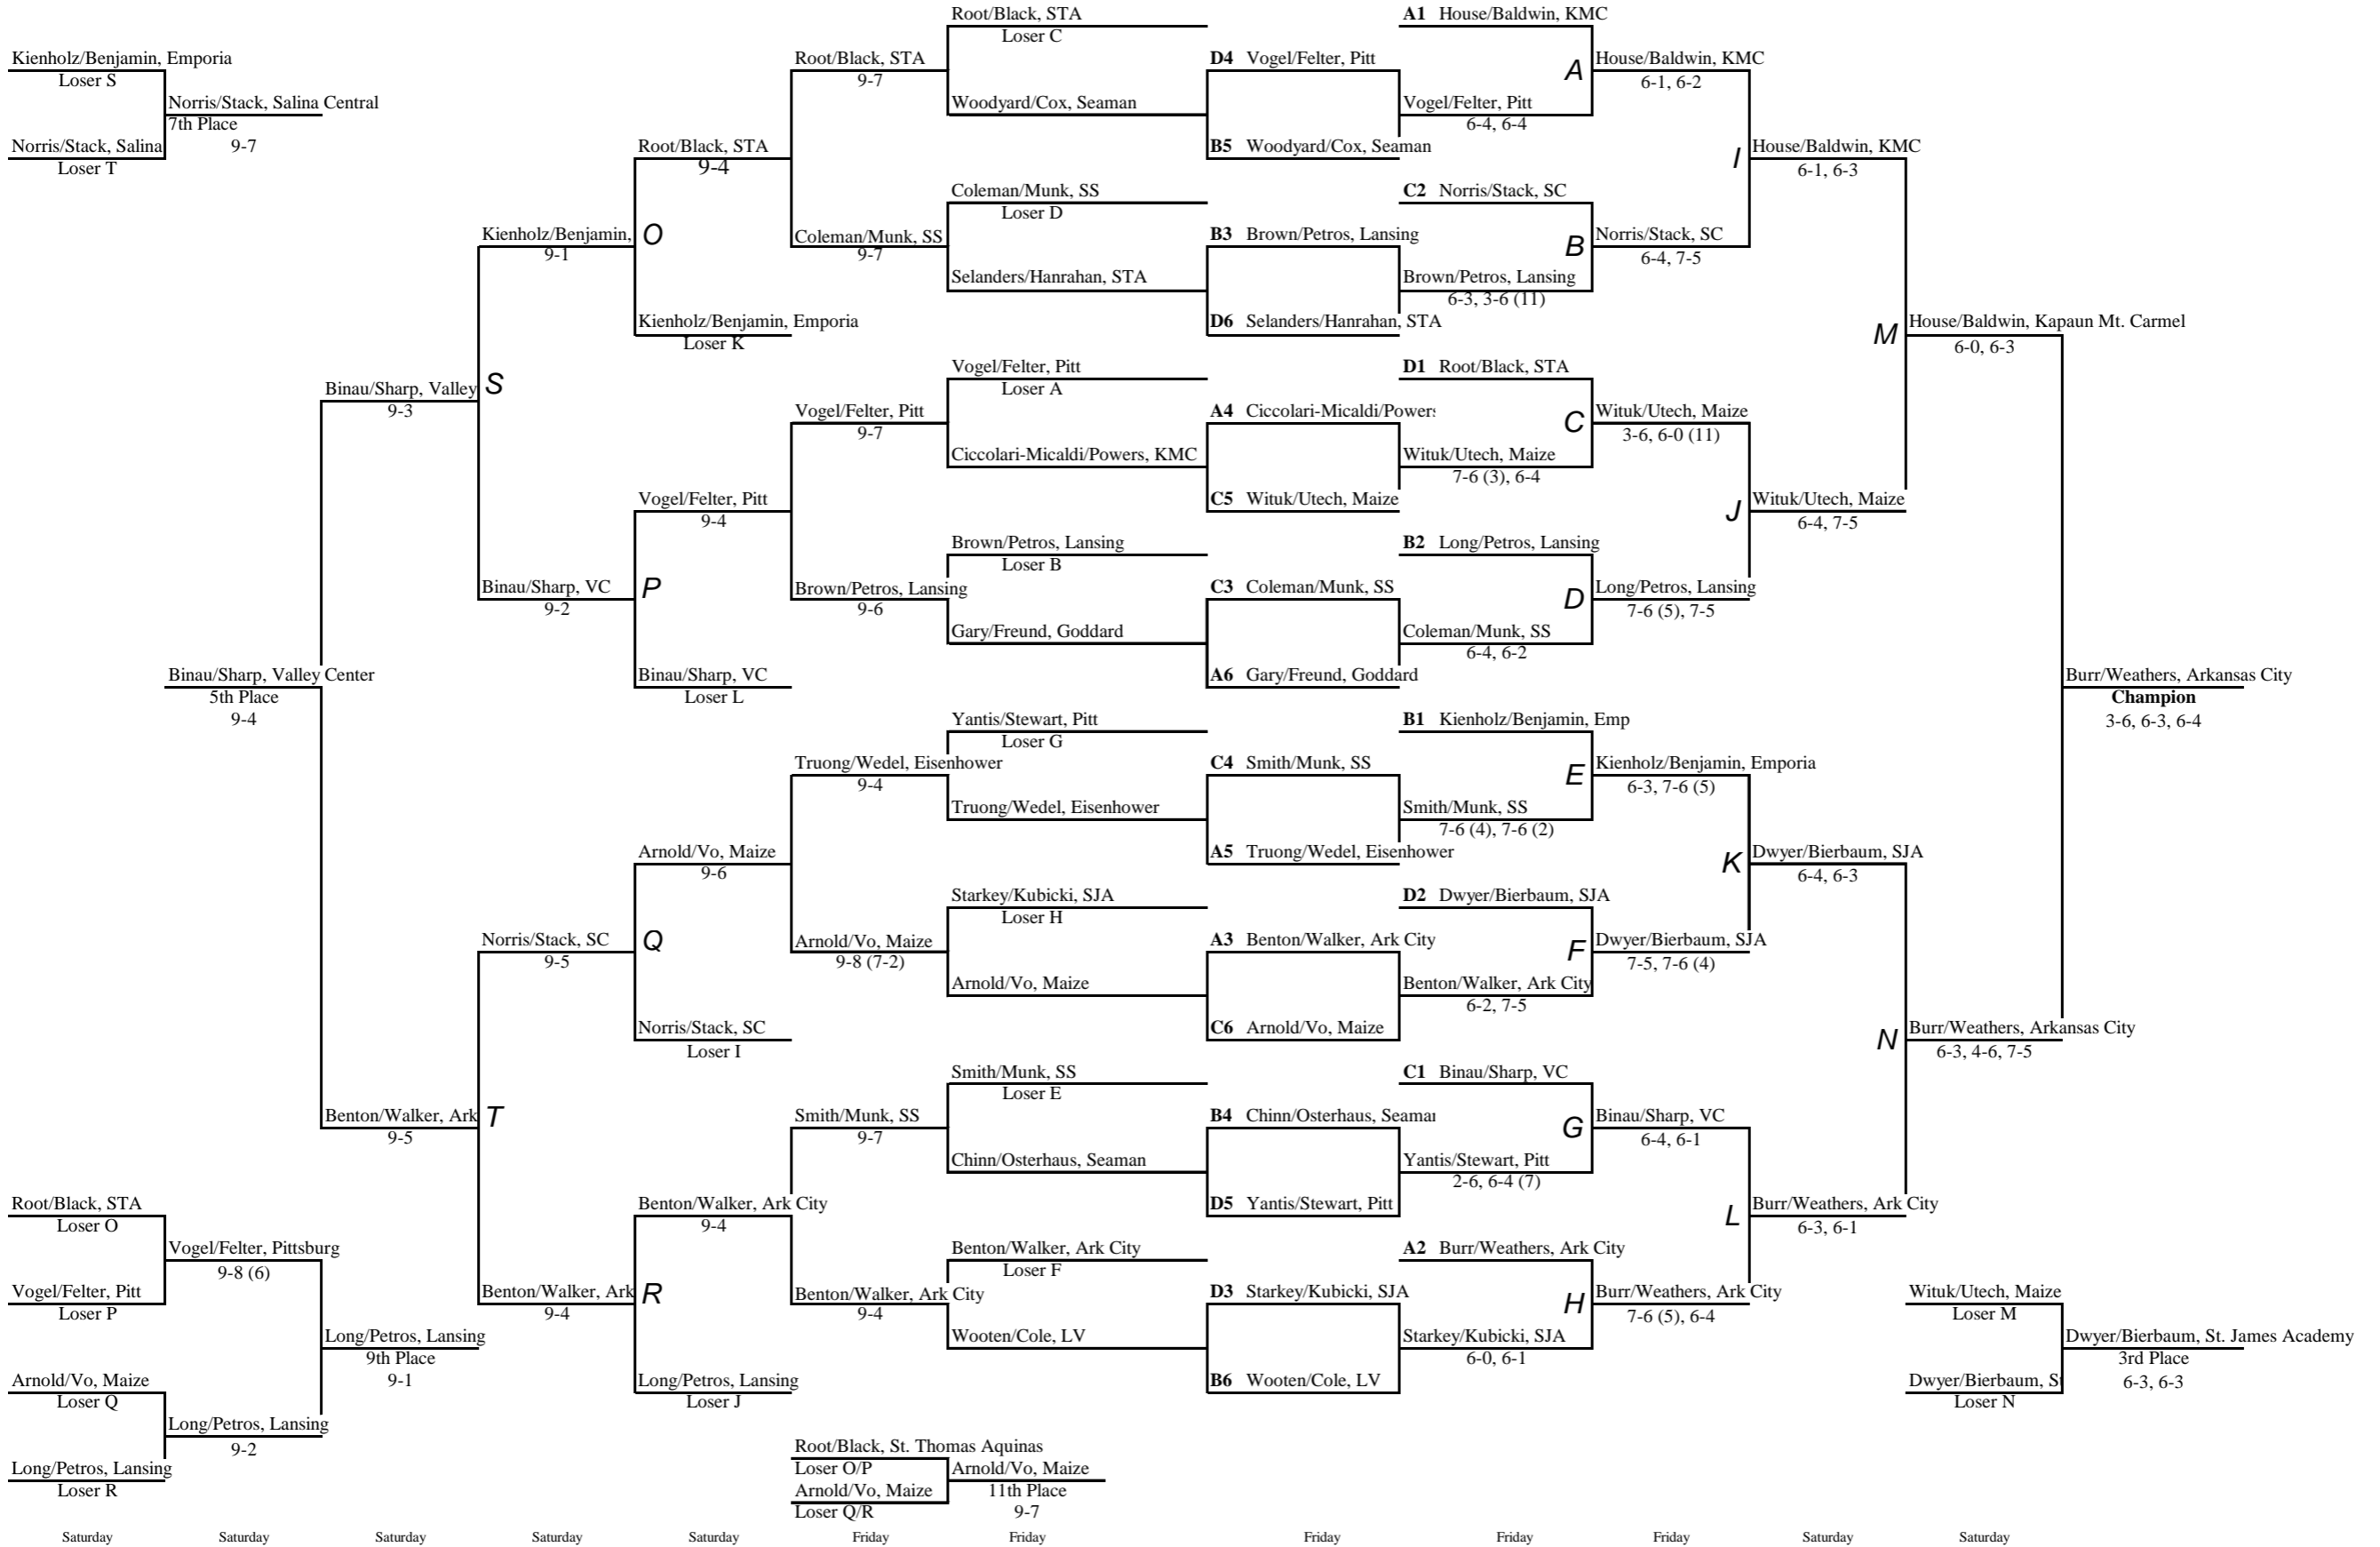 Root/Black, STA
Loser C
A1 House/Baldwin, KMC
Kienholz/Benjamin, Emporia
Loser S
Root/Black, STA
9-7
D4 Vogel/Felter, Pitt
A
House/Baldwin, KMC
6-1, 6-2
Norris/Stack, Salina Central
7th Place
9-7
Woodyard/Cox, Seaman
Vogel/Felter, Pitt
6-4, 6-4
Norris/Stack, Salina
Loser T
Root/Black, STA
9-4
B5 Woodyard/Cox, Seaman
I
House/Baldwin, KMC
6-1, 6-3
Coleman/Munk, SS
Loser D
C2 Norris/Stack, SC
Kienholz/Benjamin,
9-1
O
Coleman/Munk, SS
9-7
B3 Brown/Petros, Lansing
B
Norris/Stack, SC
6-4, 7-5
Selanders/Hanrahan, STA
Brown/Petros, Lansing
6-3, 3-6 (11)
Kienholz/Benjamin, Emporia
Loser K
D6 Selanders/Hanrahan, STA
M
House/Baldwin, Kapaun Mt. Carmel
6-0, 6-3
Vogel/Felter, Pitt
Loser A
D1 Root/Black, STA
Binau/Sharp, Valley
9-3
S
Vogel/Felter, Pitt
9-7
A4 Ciccolari-Micaldi/Powers
C
Wituk/Utech, Maize
3-6, 6-0 (11)
Ciccolari-Micaldi/Powers, KMC
Wituk/Utech, Maize
7-6 (3), 6-4
Vogel/Felter, Pitt
9-4
C5 Wituk/Utech, Maize
J
Wituk/Utech, Maize
6-4, 7-5
Brown/Petros, Lansing
Loser B
B2 Long/Petros, Lansing
Binau/Sharp, VC
9-2
P
Brown/Petros, Lansing
9-6
C3 Coleman/Munk, SS
D
Long/Petros, Lansing
7-6 (5), 7-5
Gary/Freund, Goddard
Coleman/Munk, SS
6-4, 6-2
Binau/Sharp, Valley Center
5th Place
9-4
Binau/Sharp, VC
Loser L
A6 Gary/Freund, Goddard
Burr/Weathers, Arkansas City
Champion
3-6, 6-3, 6-4
Yantis/Stewart, Pitt
Loser G
B1 Kienholz/Benjamin, Emp
Truong/Wedel, Eisenhower
9-4
C4 Smith/Munk, SS
E
Kienholz/Benjamin, Emporia
6-3, 7-6 (5)
Truong/Wedel, Eisenhower
Smith/Munk, SS
7-6 (4), 7-6 (2)
Arnold/Vo, Maize
9-6
A5 Truong/Wedel, Eisenhower
K
Dwyer/Bierbaum, SJA
6-4, 6-3
Starkey/Kubicki, SJA
Loser H
D2 Dwyer/Bierbaum, SJA
Norris/Stack, SC
9-5
Q
Arnold/Vo, Maize
9-8 (7-2)
A3 Benton/Walker, Ark City
F
Dwyer/Bierbaum, SJA
7-5, 7-6 (4)
Arnold/Vo, Maize
Benton/Walker, Ark City
6-2, 7-5
Norris/Stack, SC
Loser I
C6 Arnold/Vo, Maize
N
Burr/Weathers, Arkansas City
6-3, 4-6, 7-5
Smith/Munk, SS
Loser E
C1 Binau/Sharp, VC
Benton/Walker, Ark
9-5
T
Smith/Munk, SS
9-7
B4 Chinn/Osterhaus, Seaman
G
Binau/Sharp, VC
6-4, 6-1
Chinn/Osterhaus, Seaman
Yantis/Stewart, Pitt
2-6, 6-4 (7)
Root/Black, STA
Loser O
Benton/Walker, Ark City
9-4
D5 Yantis/Stewart, Pitt
L
Burr/Weathers, Ark City
6-3, 6-1
Vogel/Felter, Pittsburg
9-8 (6)
Benton/Walker, Ark City
Loser F
A2 Burr/Weathers, Ark City
Vogel/Felter, Pitt
Loser P
Benton/Walker, Ark
9-4
R
Benton/Walker, Ark City
9-4
D3 Starkey/Kubicki, SJA
H
Burr/Weathers, Ark City
7-6 (5), 6-4
Wituk/Utech, Maize
Loser M
Long/Petros, Lansing
9th Place
9-1
Wooten/Cole, LV
Starkey/Kubicki, SJA
6-0, 6-1
Dwyer/Bierbaum, St. James Academy
3rd Place
6-3, 6-3
Arnold/Vo, Maize
Loser Q
Long/Petros, Lansing
Loser J
B6 Wooten/Cole, LV
Dwyer/Bierbaum, St
Loser N
Long/Petros, Lansing
9-2
Root/Black, St. Thomas Aquinas
Loser O/P
Long/Petros, Lansing
Loser R
Arnold/Vo, Maize
11th Place
9-7
Arnold/Vo, Maize
Loser Q/R
Saturday Saturday Saturday Saturday Saturday Friday Friday Friday Friday Friday Saturday Saturday